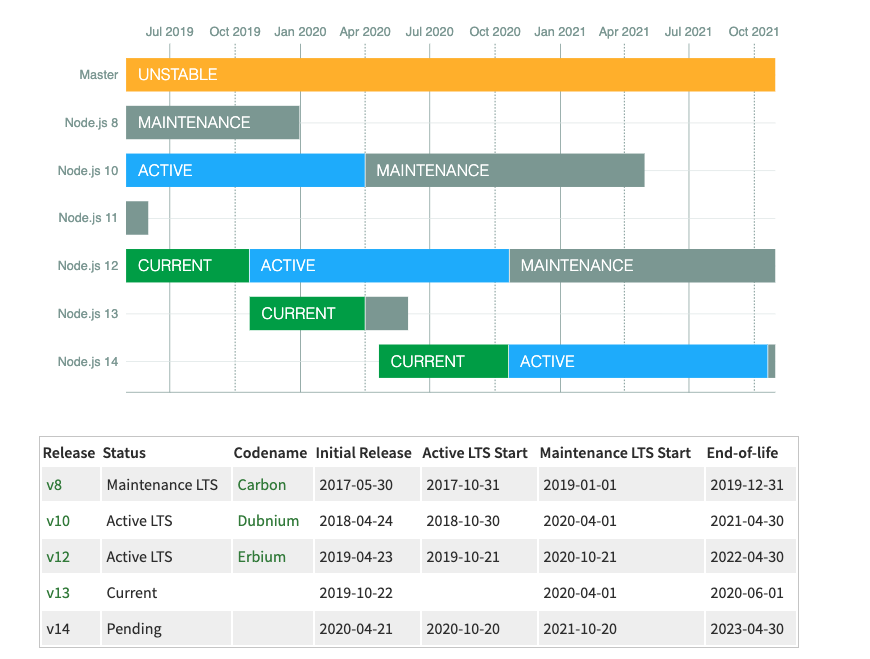 Jul 2019 Oct 2019 Jan 2020 Apr 2020 Jul 2020 Oct 2020 Jan 2021 Apr 2021 Jul 2021 Oct 2021
Master UNSTABLE
Node.js 8 MAINTENANCE
Node.js 10 ACTIVE MAINTENANCE
Node.js 11
Node.js 12 CURRENT ACTIVE MAINTENANCE
Node.js 13 CURRENT
Node.js 14 CURRENT ACTIVE
Release Status Codename Initial Release Active LTS Start Maintenance LTS Start End-of-life
v8 Maintenance LTS Carbon 2017-05-30 2017-10-31 2019-01-01 2019-12-31
v10 Active LTS Dubnium 2018-04-24 2018-10-30 2020-04-01 2021-04-30
v12 Active LTS Erbium 2019-04-23 2019-10-21 2020-10-21 2022-04-30
v13 Current 2019-10-22 2020-04-01 2020-06-01
v14 Pending 2020-04-21 2020-10-20 2021-10-20 2023-04-30